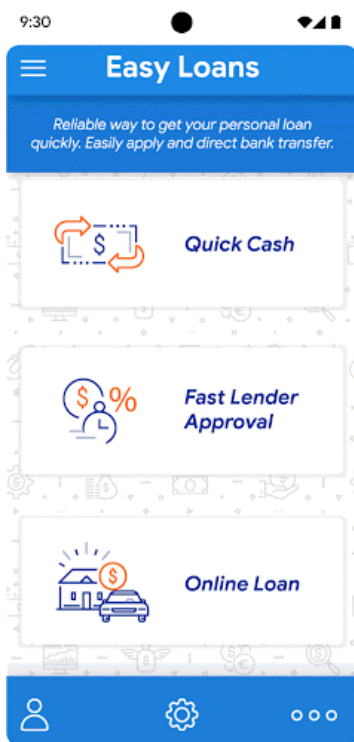 9:30
Easy Loans
Reliable way to get your personal loan
quickly. Easily apply and direct bank transfer.
$
Quick Cash
$ %
Fast Lender
Approval
$
Online Loan